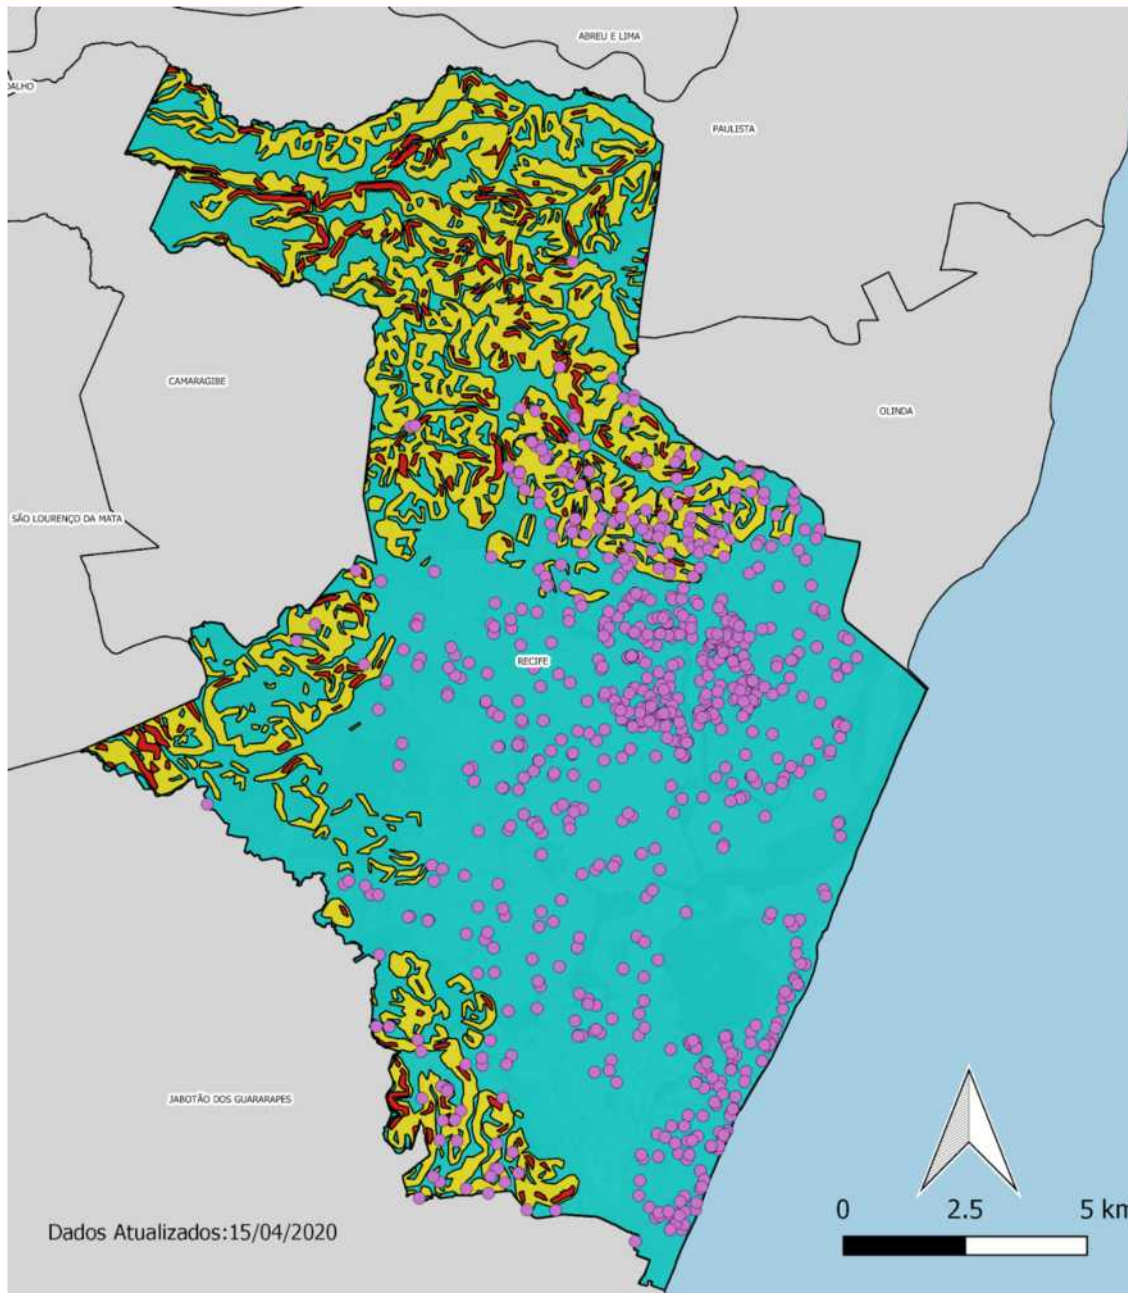 ABREU E LIMA
DALHO
PAULISTA
CAMARAGIBE
OLINDA
SÃO LOURENÇO DA MATA
RECIFE
JABOTÃO DOS GUARARAPES
Dados Atualizados:15/04/2020
0 2.5 5 km